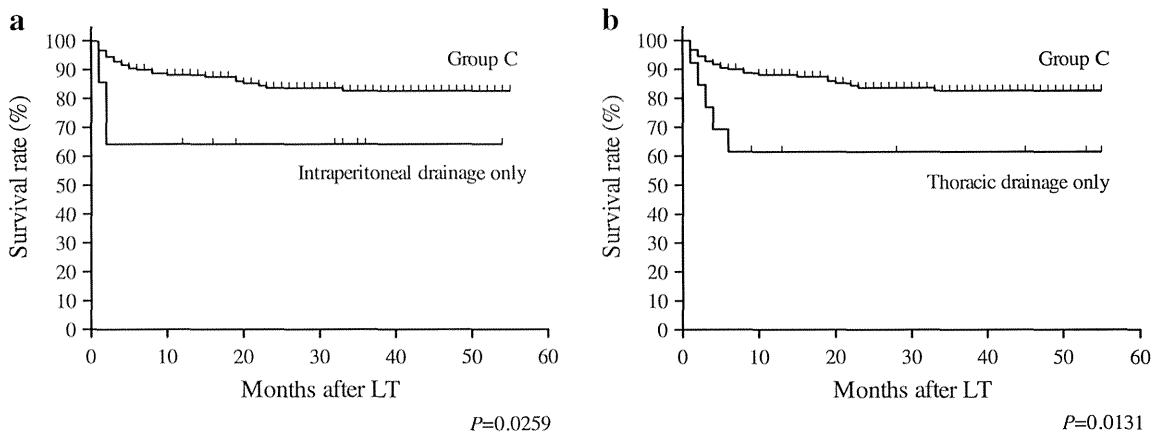 a
Survival rate (%)
100
90
80
70
60
50
40
30
20
10
0
Group C
Intraperitoneal drainage only
0 10 20 30 40 50 60
Months after LT
P=0.0259
b
Survival rate (%)
100
90
80
70
60
50
40
30
20
10
0
Group C
Thoracic drainage only
0 10 20 30 40 50 60
Months after LT
P=0.0131